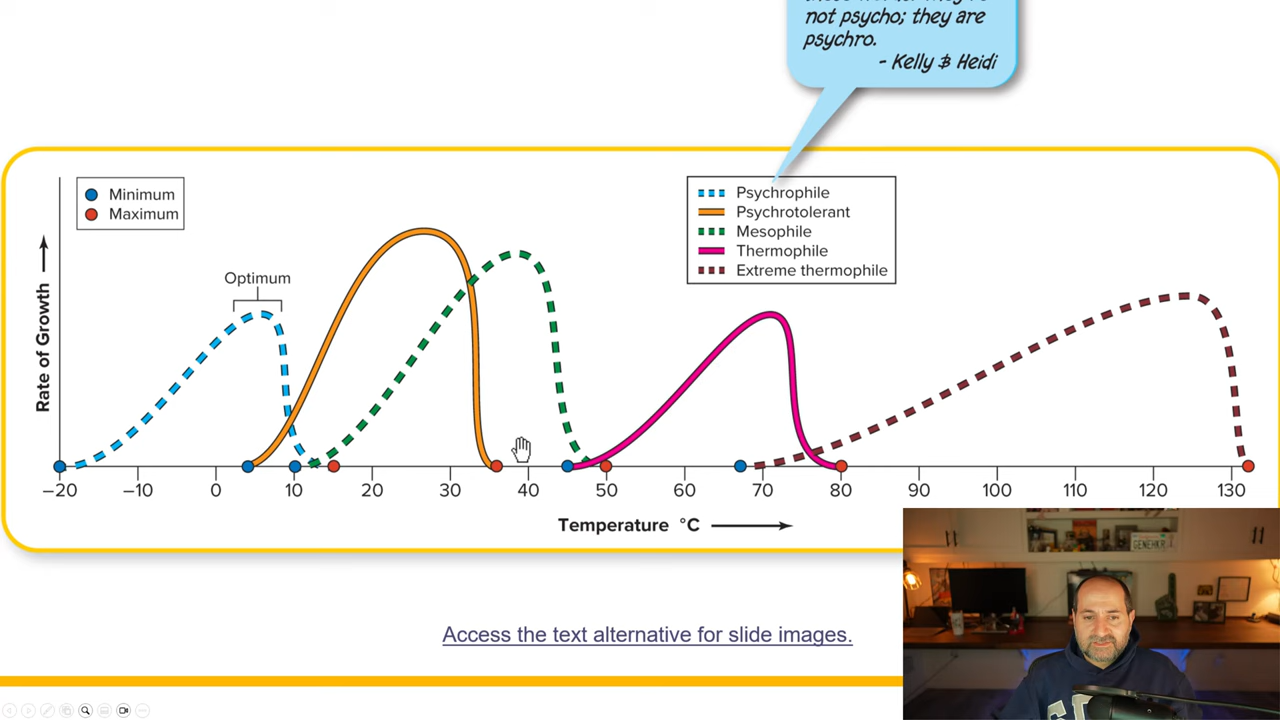 not psycho; they are
psychro.
- Kelly & Heidi
Minimum
Maximum
Psychrophile
Psychrotolerant
Mesophile
Thermophile
Extreme thermophile
Optimum
Rate of Growth
−20 −10 0 10 20 30 40 50 60 70 80 90 100 110 120 130
Temperature °C
GENEHKR
Access the text alternative for slide images.